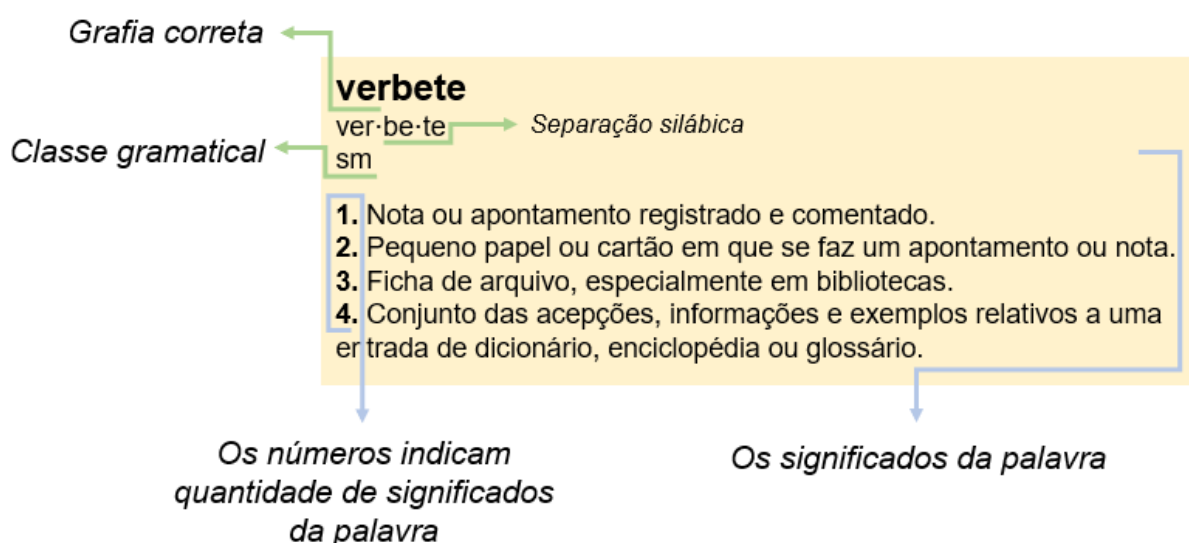 Grafia correta
verbete
ver·be·te
Separação silábica
Classe gramatical
sm
1. Nota ou apontamento registrado e comentado.
2. Pequeno papel ou cartão em que se faz um apontamento ou nota.
3. Ficha de arquivo, especialmente em bibliotecas.
4. Conjunto das acepções, informações e exemplos relativos a uma
entrada de dicionário, enciclopédia ou glossário.
Os números indicam
quantidade de significados
da palavra
Os significados da palavra